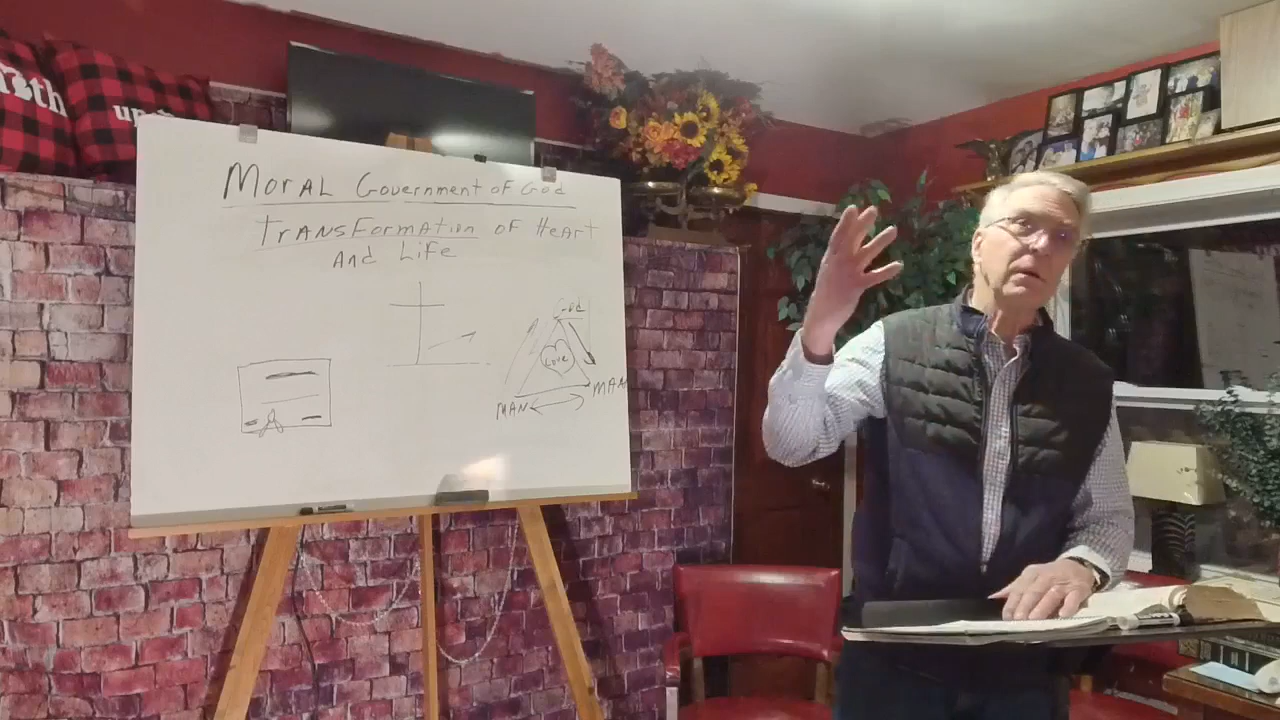 MORAL Government of God
TRANSFormATION of Heart
And Life
God
Love
MAN
MAN